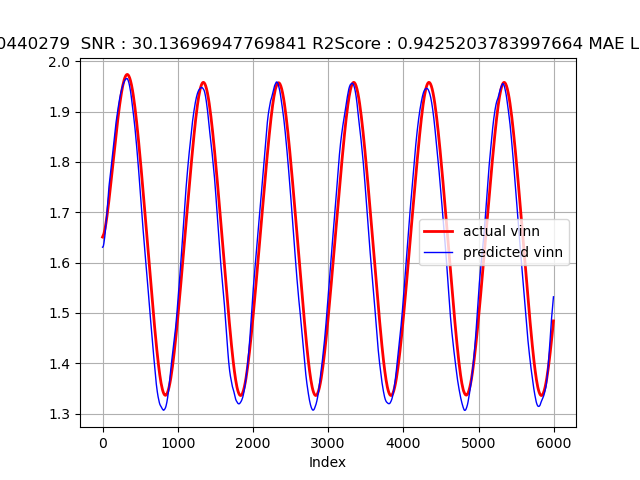 0440279 SNR : 30.13696947769841 R2Score : 0.9425203783997664 MAE L
2.0
1.9
1.8
1.7
1.6
1.5
1.4
1.3
actual vinn
predicted vinn
0 1000 2000 3000 4000 5000 6000
Index